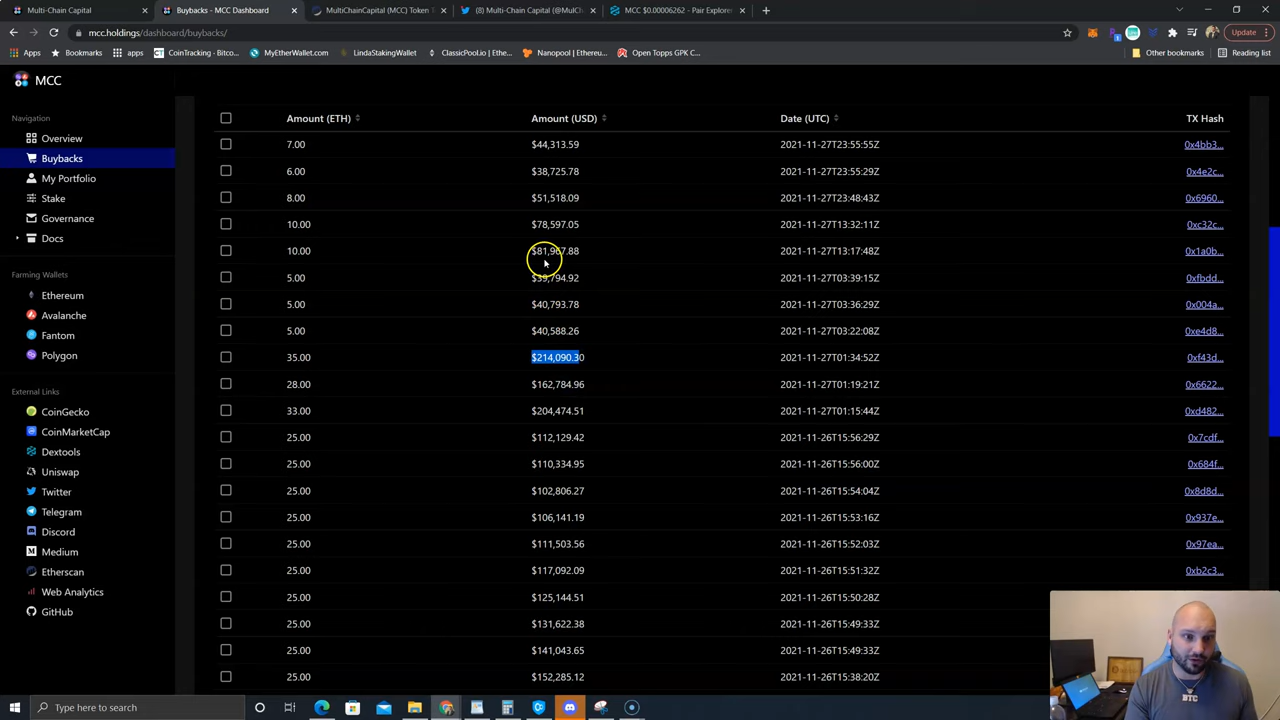 Multi-Chain Capital
Buybacks - MCC Dashboard
MultiChainCapital (MCC) Token T
(8) Multi-Chain Capital (@MulCh
MCC $0.00006262 - Pair Explorer
mcc.holdings/dashboard/buybacks/
Update
Apps
Bookmarks
apps
CoinTracking · Bitco...
MyEtherWallet.com
LindaStakingWallet
ClassicPool.io | Ethe...
Nanopool | Ethereu...
Open Topps GPK C...
Other bookmarks
Reading list
MCC
Navigation
Overview
Buybacks
My Portfolio
Stake
Governance
Docs
Farming Wallets
Ethereum
Avalanche
Fantom
Polygon
External Links
CoinGecko
CoinMarketCap
Dextools
Uniswap
Twitter
Telegram
Discord
Medium
Etherscan
Web Analytics
GitHub
Amount (ETH) Amount (USD) Date (UTC) TX Hash
7.00 $44,313.59 2021-11-27T23:55:55Z 0x4bb3...
6.00 $38,725.78 2021-11-27T23:55:29Z 0x4e2c...
8.00 $51,518.09 2021-11-27T23:48:43Z 0x6960...
10.00 $78,597.05 2021-11-27T13:32:11Z 0xc32c...
10.00 $81,967.88 2021-11-27T13:17:48Z 0x1a0b...
5.00 $39,794.92 2021-11-27T03:39:15Z 0xfbdd...
5.00 $40,793.78 2021-11-27T03:36:29Z 0x004a...
5.00 $40,588.26 2021-11-27T03:22:08Z 0xe4d8...
35.00 $214,090.30 2021-11-27T01:34:52Z 0xf43d...
28.00 $162,784.96 2021-11-27T01:19:21Z 0x6622...
33.00 $204,474.51 2021-11-27T01:15:44Z 0xd482...
25.00 $112,129.42 2021-11-26T15:56:29Z 0x7cdf...
25.00 $110,334.95 2021-11-26T15:56:00Z 0x684f...
25.00 $102,806.27 2021-11-26T15:54:04Z 0x8d8d...
25.00 $106,141.19 2021-11-26T15:53:16Z 0x937e...
25.00 $111,503.56 2021-11-26T15:52:03Z 0x97ea...
25.00 $117,092.09 2021-11-26T15:51:32Z 0xb2c3...
25.00 $125,144.51 2021-11-26T15:50:28Z
25.00 $131,622.38 2021-11-26T15:49:33Z
25.00 $141,043.65 2021-11-26T15:49:33Z
25.00 $152,285.12 2021-11-26T15:38:20Z
BTC
Type here to search